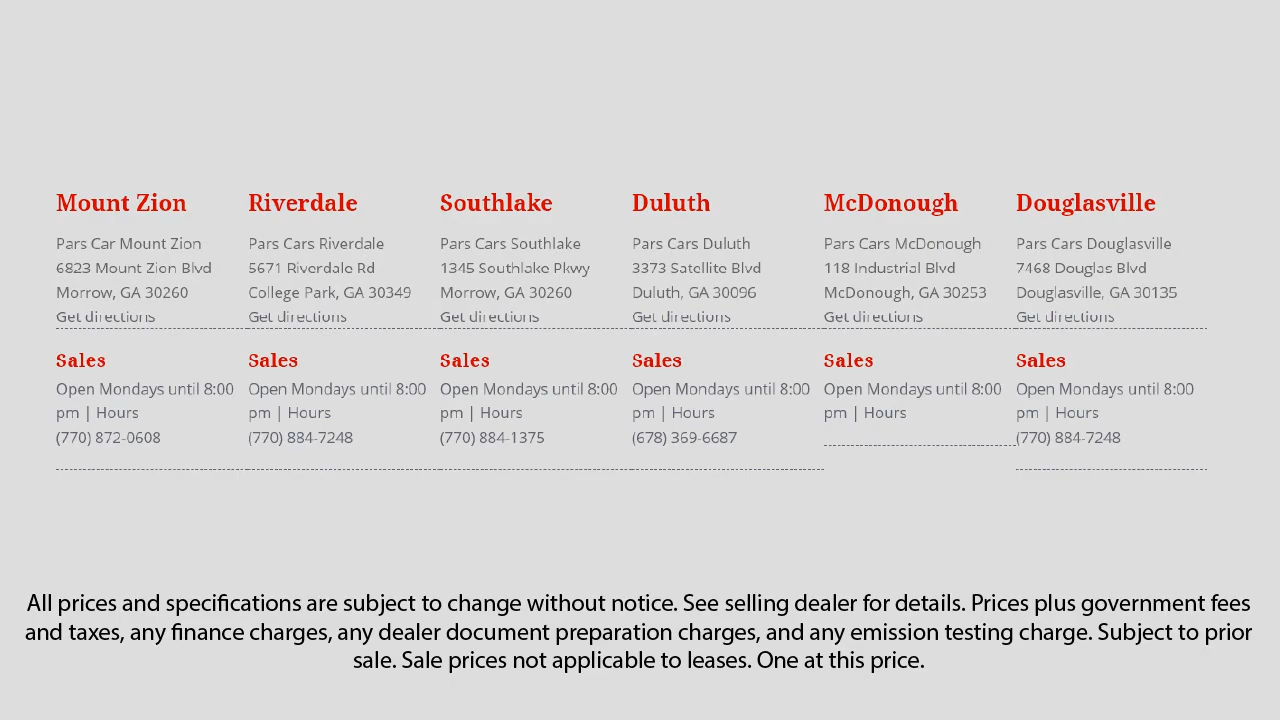 Mount Zion
Pars Car Mount Zion
6823 Mount Zion Blvd
Morrow, GA 30260
Get directions
Sales
Open Mondays until 8:00
pm | Hours
(770) 872-0608
Riverdale
Pars Cars Riverdale
5671 Riverdale Rd
College Park, GA 30349
Get directions
Sales
Open Mondays until 8:00
pm | Hours
(770) 884-7248
Southlake
Pars Cars Southlake
1345 Southlake Pkwy
Morrow, GA 30260
Get directions
Sales
Open Mondays until 8:00
pm | Hours
(770) 884-1375
Duluth
Pars Cars Duluth
3373 Satellite Blvd
Duluth, GA 30096
Get directions
Sales
Open Mondays until 8:00
pm | Hours
(678) 369-6687
McDonough
Pars Cars McDonough
118 Industrial Blvd
McDonough, GA 30253
Get directions
Sales
Open Mondays until 8:00
pm | Hours
Douglasville
Pars Cars Douglasville
7468 Douglas Blvd
Douglasville, GA 30135
Get directions
Sales
Open Mondays until 8:00
pm | Hours
(770) 884-7248
All prices and specifications are subject to change without notice. See selling dealer for details. Prices plus government fees
and taxes, any finance charges, any dealer document preparation charges, and any emission testing charge. Subject to prior
sale. Sale prices not applicable to leases. One at this price.